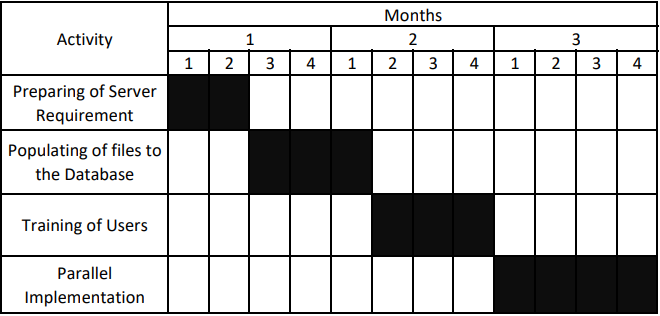 Months
Activity
1 2 3
1 2 3 4 1 2 3 4 1 2 3 4
Preparing of Server
Requirement
Populating of files to
the Database
Training of Users
Parallel
Implementation